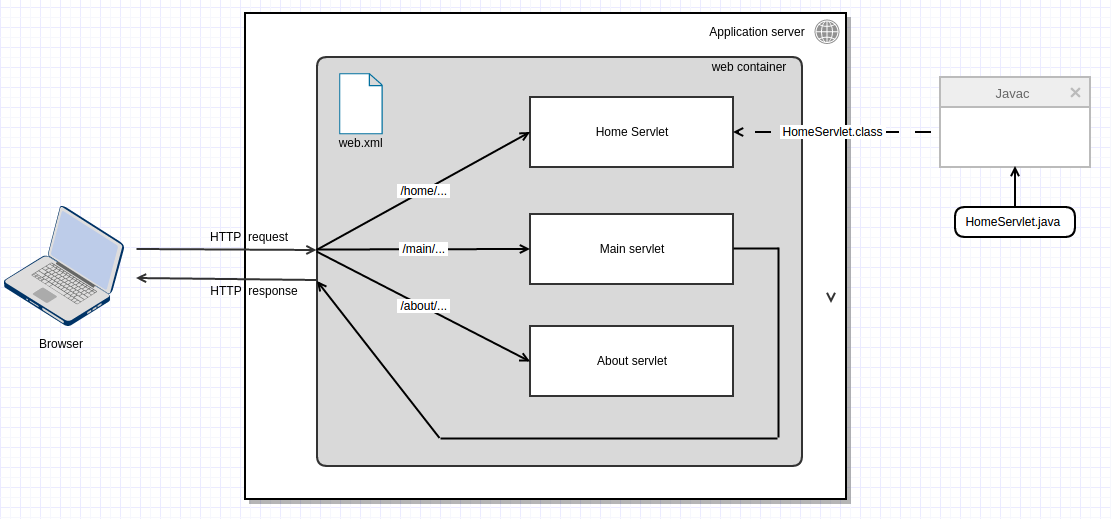 Application server
web container
web.xml
Home Servlet
HomeServlet.class
Javac
/home/...
HomeServlet.java
HTTP request
/main/...
Main servlet
HTTP response
/about/...
About servlet
Browser